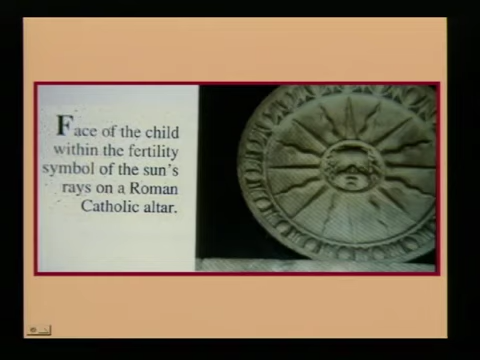 Face of the child
within the fertility
symbol of the sun's
rays on a Roman
Catholic altar.